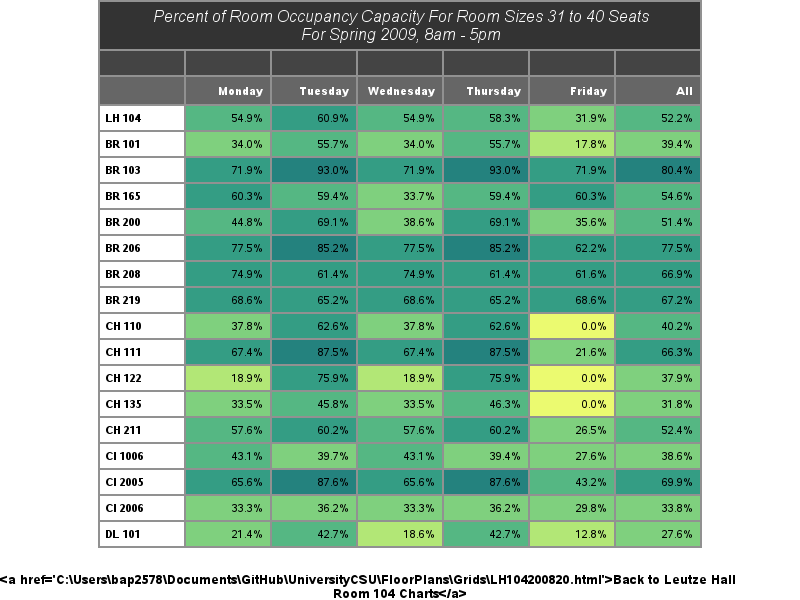 Percent of Room Occupancy Capacity For Room Sizes 31 to 40 Seats
For Spring 2009, 8am - 5pm
Monday Tuesday Wednesday Thursday Friday All
LH 104 54.9% 60.9% 54.9% 58.3% 31.9% 52.2%
BR 101 34.0% 55.7% 34.0% 55.7% 17.8% 39.4%
BR 103 71.9% 93.0% 71.9% 93.0% 71.9% 80.4%
BR 165 60.3% 59.4% 33.7% 59.4% 60.3% 54.6%
BR 200 44.8% 69.1% 38.6% 69.1% 35.6% 51.4%
BR 206 77.5% 85.2% 77.5% 85.2% 62.2% 77.5%
BR 208 74.9% 61.4% 74.9% 61.4% 61.6% 66.9%
BR 219 68.6% 65.2% 68.6% 65.2% 68.6% 67.2%
CH 110 37.8% 62.6% 37.8% 62.6% 0.0% 40.2%
CH 111 67.4% 87.5% 67.4% 87.5% 21.6% 66.3%
CH 122 18.9% 75.9% 18.9% 75.9% 0.0% 37.9%
CH 135 33.5% 45.8% 33.5% 46.3% 0.0% 31.8%
CH 211 57.6% 60.2% 57.6% 60.2% 26.5% 52.4%
CI 1006 43.1% 39.7% 43.1% 39.4% 27.6% 38.6%
CI 2005 65.6% 87.6% 65.6% 87.6% 43.2% 69.9%
CI 2006 33.3% 36.2% 33.3% 36.2% 29.8% 33.8%
DL 101 21.4% 42.7% 18.6% 42.7% 12.8% 27.6%
<a href='C:\Users\bap2578\Documents\GitHub\UniversityCSU\FloorPlans\Grids\LH104200820.html'>Back to Leutze Hall
Room 104 Charts</a>